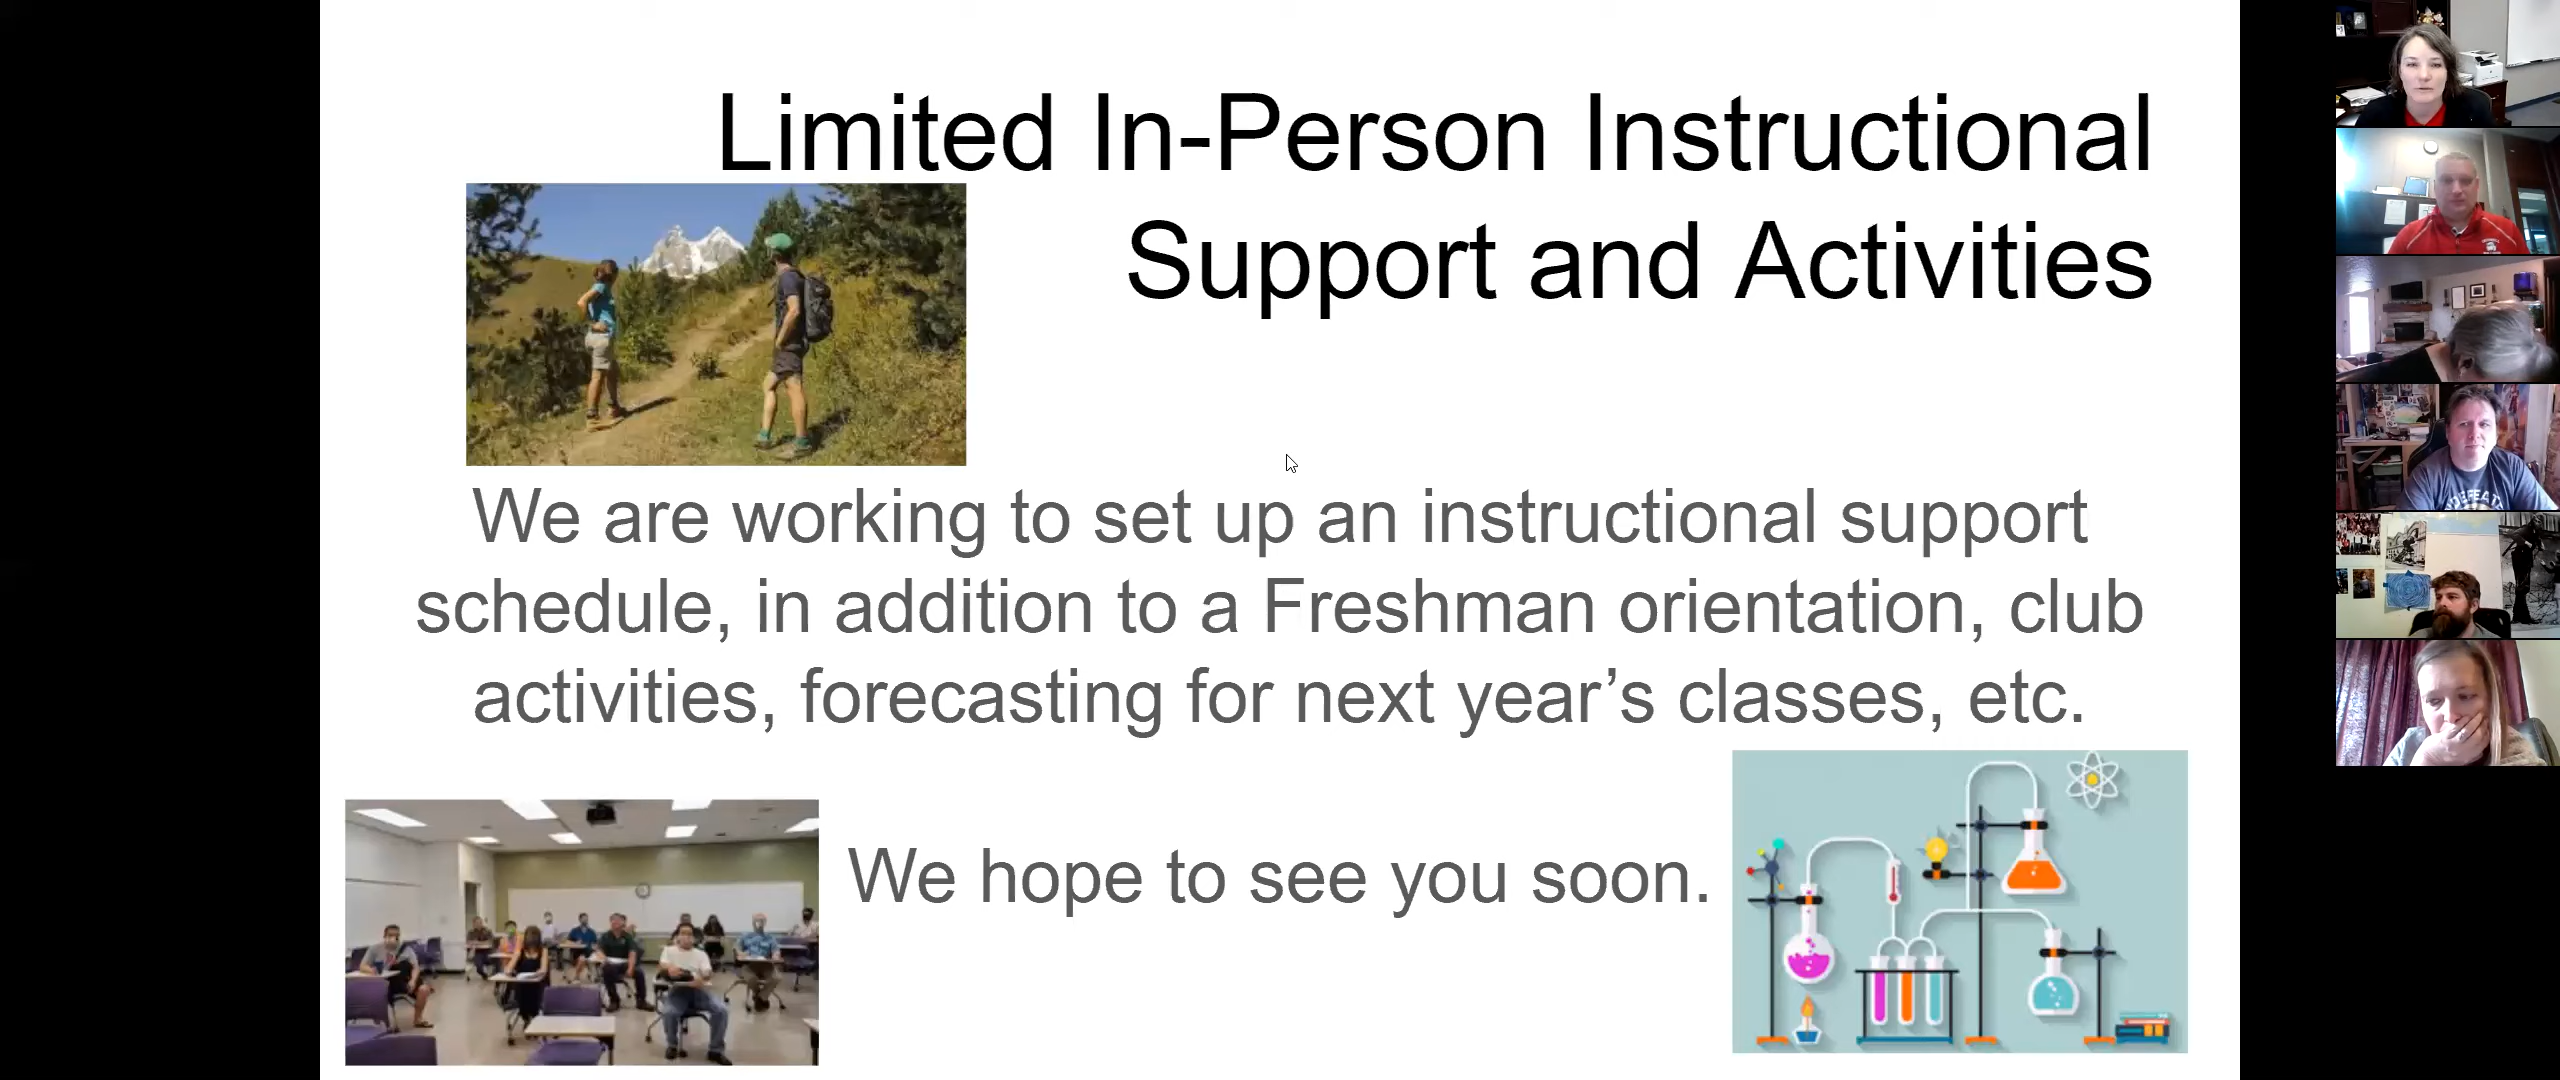 Limited In-Person Instructional
Support and Activities
We are working to set up an instructional support
schedule, in addition to a Freshman orientation, club
activities, forecasting for next year’s classes, etc.
We hope to see you soon.